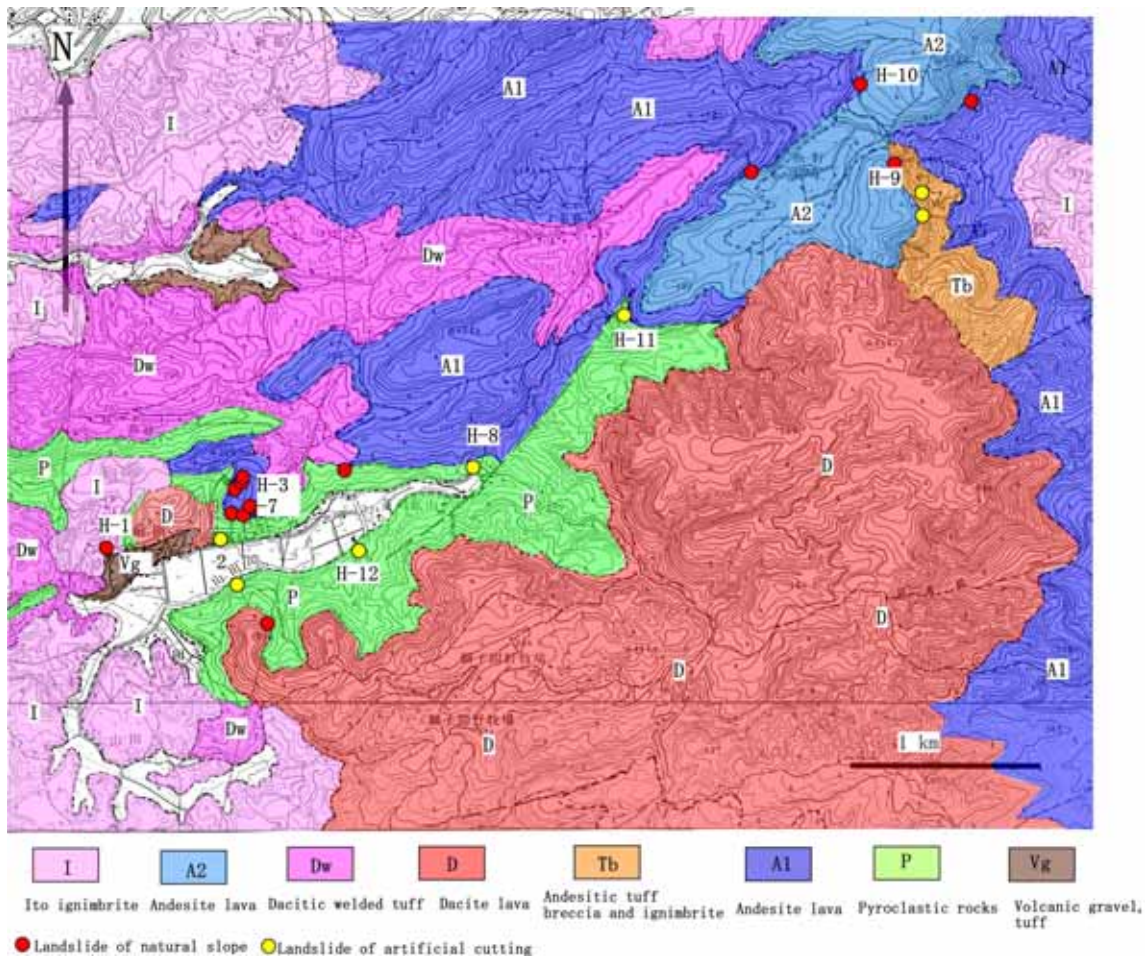 N
A2
A1
H-10
A1
A1
I
H-9
I
A2
Dw
I
Tb
H-11
Dw
A1
A1
H-8
P
D
I
H-3
-7
P
D
H-1
Dw
Vg
-2
H-12
P
D
D
A1
I
I
Dw
D
1 km
I
A2
Dw
D
Tb
A1
P
Vg
Ito ignimbrite
Andesite lava
Dacitic welded tuff
Dacite lava
Andesitic tuff
breccia and ignimbrite
Andesite lava
Pyroclastic rocks
Volcanic gravel,
tuff
Landslide of natural slope
Landslide of artificial cutting